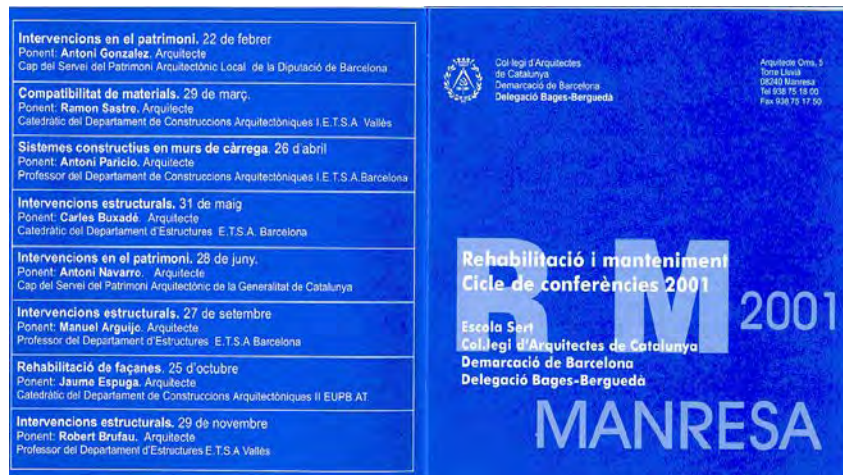 Intervencions en el patrimoni. 22 de febrer
Ponent: Antoni Gonzalez. Arquitecte
Cap del Servei del Patrimoni Arquitectònic Local de la Diputació de Barcelona
Compatibilitat de materials. 29 de març.
Ponent: Ramon Sastre. Arquitecte
Catedràtic del Departament de Construccions Arquitectòniques I.E.T.S.A Vallès
Sistemes constructius en murs de càrrega. 26 d'abril
Ponent: Antoni Paricio. Arquitecte
Professor del Departament de Construccions Arquitectòniques I.E.T.S.A.Barcelona
Intervencions estructurals. 31 de maig
Ponent: Carles Buxadé. Arquitecte
Catedràtic del Departament d'Estructures E.T.S.A. Barcelona
Intervencions en el patrimoni. 28 de juny.
Ponent: Antoni Navarro. Arquitecte
Cap del Servei del Patrimoni Arquitectònic de la Generalitat de Catalunya
Intervencions estructurals. 27 de setembre
Ponent: Manuel Arguijo. Arquitecte
Professor del Departament d'Estructures E.T.S.A Barcelona
Rehabilitació de façanes. 25 d'octubre
Ponent: Jaume Espuga. Arquitecte
Catedràtic del Departament de Construccions Arquitectòniques II EUPB.AT
Intervencions estructurals. 29 de novembre
Ponent: Robert Brufau. Arquitecte
Professor del Departament d'Estructures E.T.S.A Vallès
Col·legi d'Arquitectes
de Catalunya
Demarcació de Barcelona
Delegació Bages-Berguedà
Arquitecte Oms, 5
Torre Lluvià
08240 Manresa
Tel 938 75 18 00
Fax 938 75 17 50
R M 2001
Rehabilitació i manteniment
Cicle de conferències 2001
Escola Sert
Col.legi d'Arquitectes de Catalunya
Demarcació de Barcelona
Delegació Bages-Berguedà
MANRESA